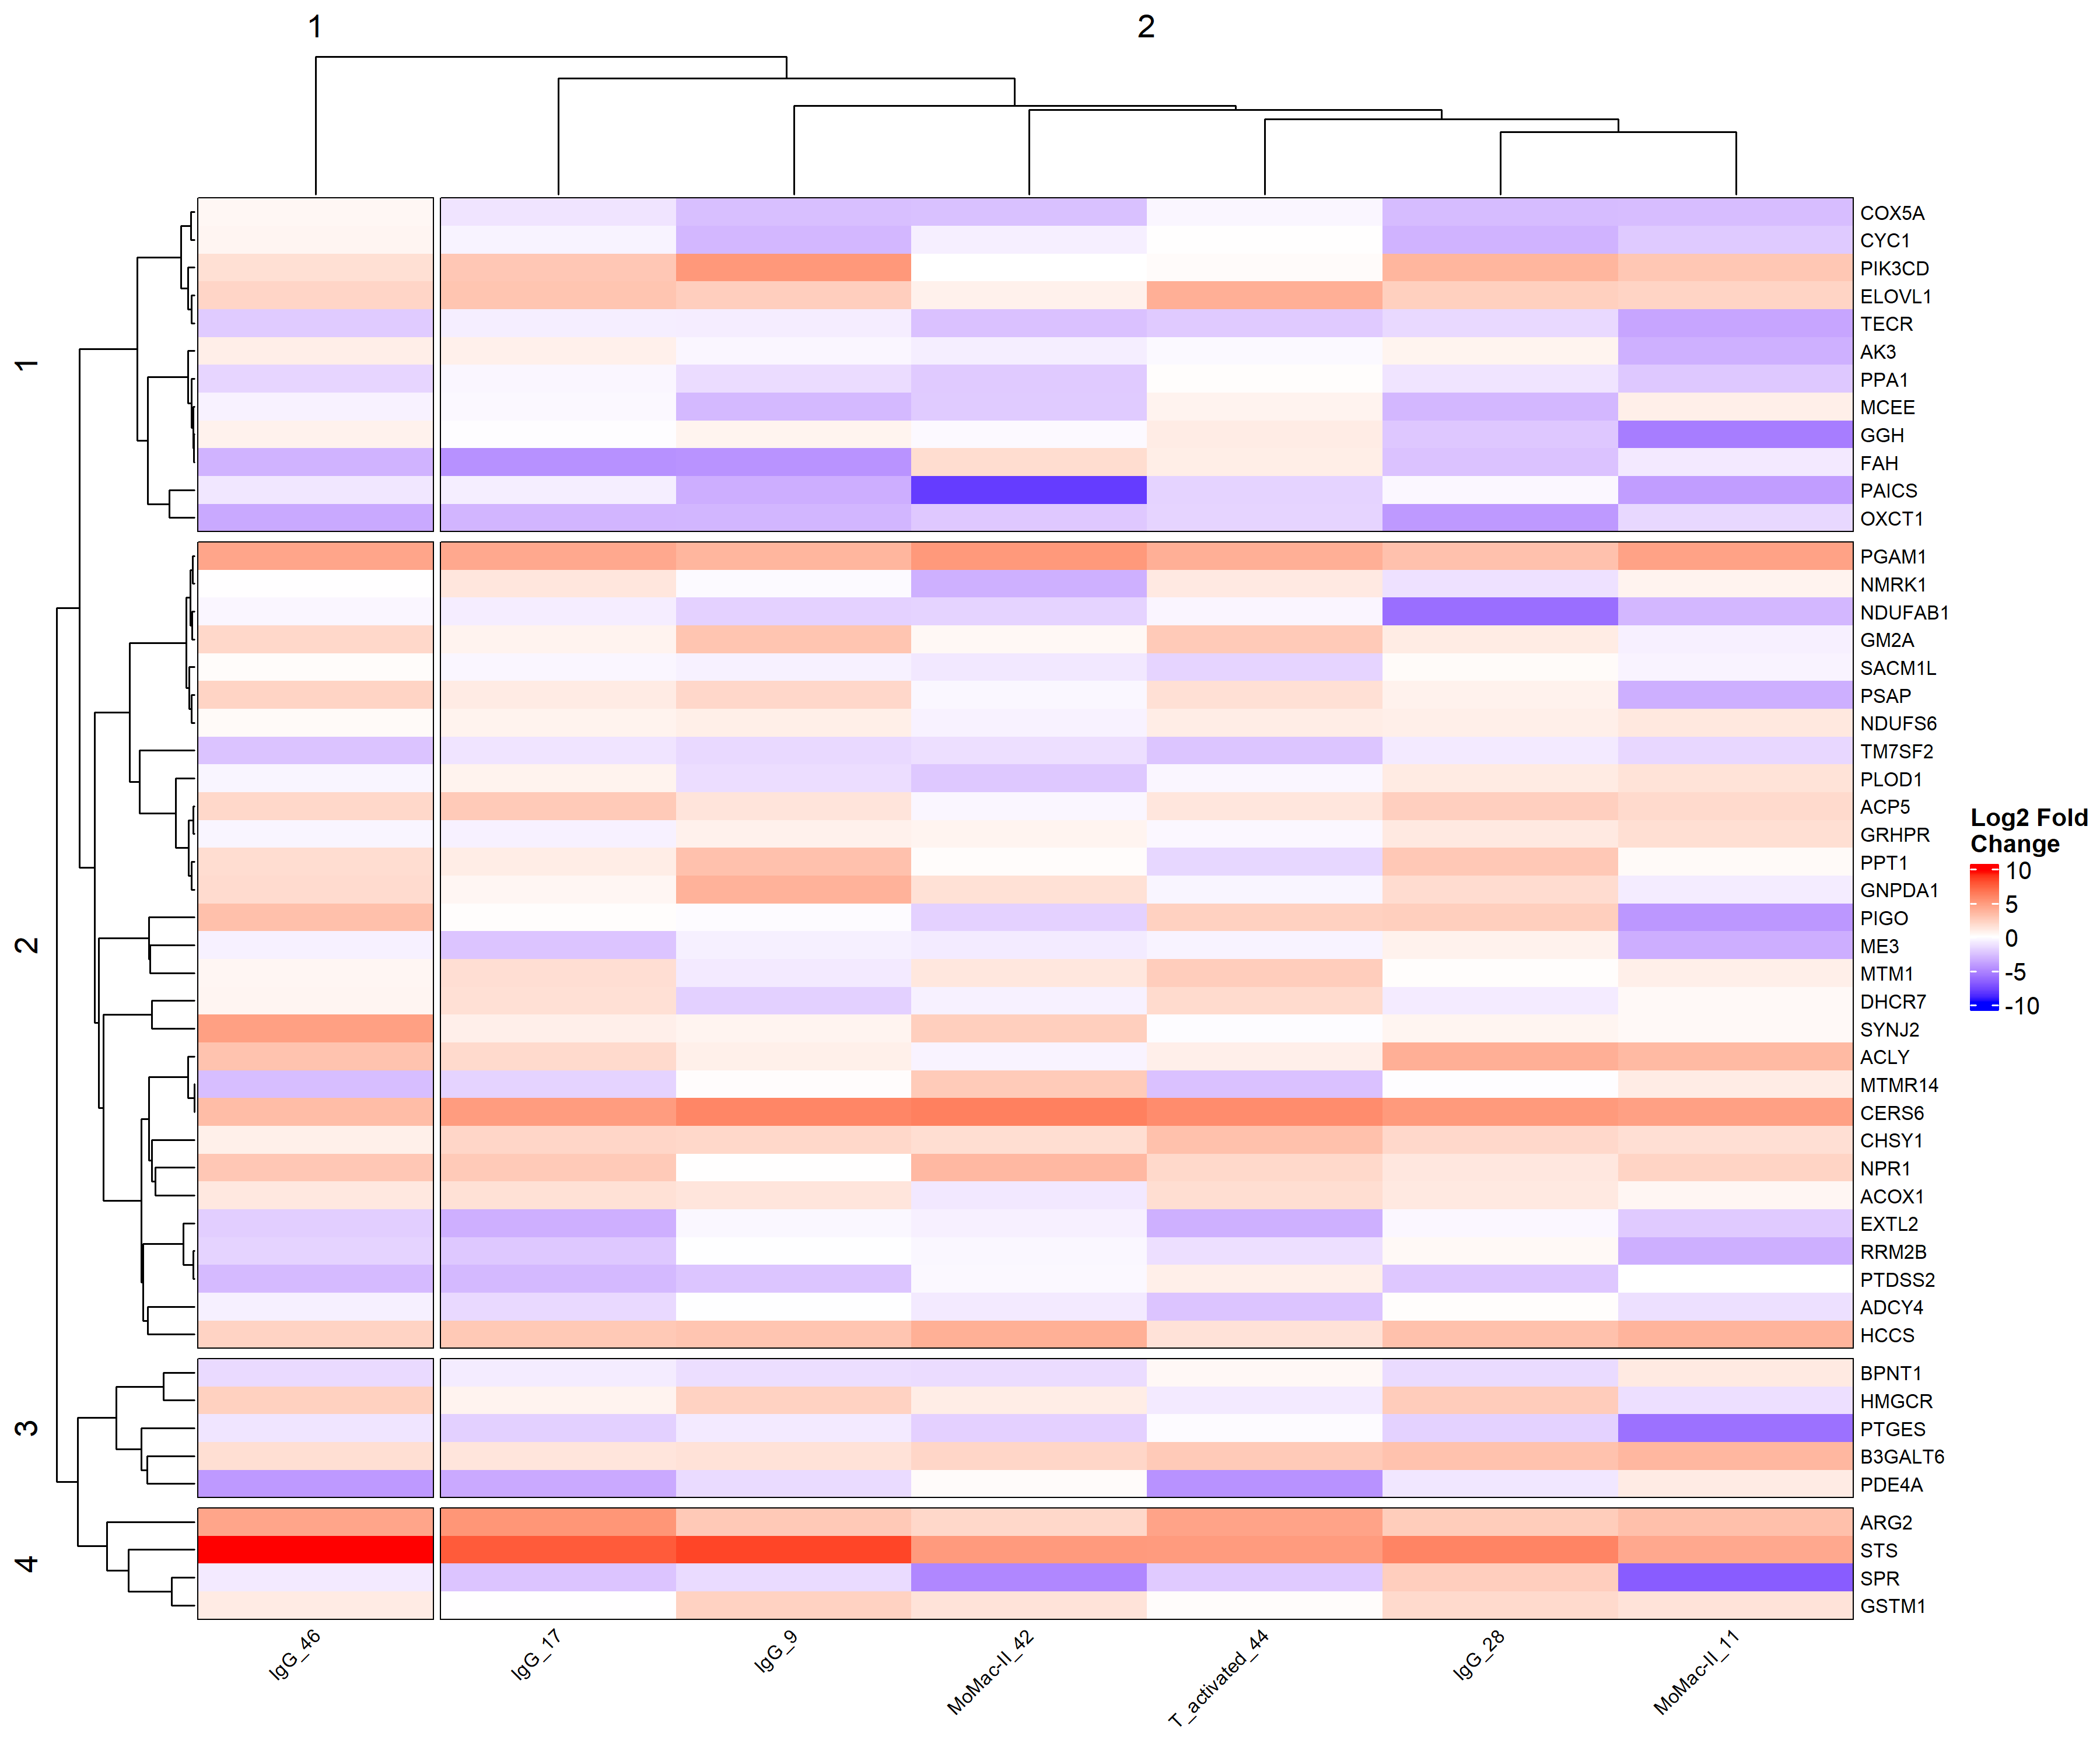 1
2
1
COX5A
CYC1
PIK3CD
ELOVL1
TECR
AK3
PPA1
MCEE
GGH
FAH
PAICS
OXCT1
2
PGAM1
NMRK1
NDUFAB1
GM2A
SACM1L
PSAP
NDUFS6
TM7SF2
PLOD1
ACP5
GRHPR
PPT1
GNPDA1
PIGO
ME3
MTM1
DHCR7
SYNJ2
ACLY
MTMR14
CERS6
CHSY1
NPR1
ACOX1
EXTL2
RRM2B
PTDSS2
ADCY4
HCCS
3
BPNT1
HMGCR
PTGES
B3GALT6
PDE4A
4
ARG2
STS
SPR
GSTM1
IgG_46
IgG_17
IgG_9
MoMac-II_42
T_activated_44
IgG_28
MoMac-II_11
Log2 Fold
Change
10
5
0
-5
-10